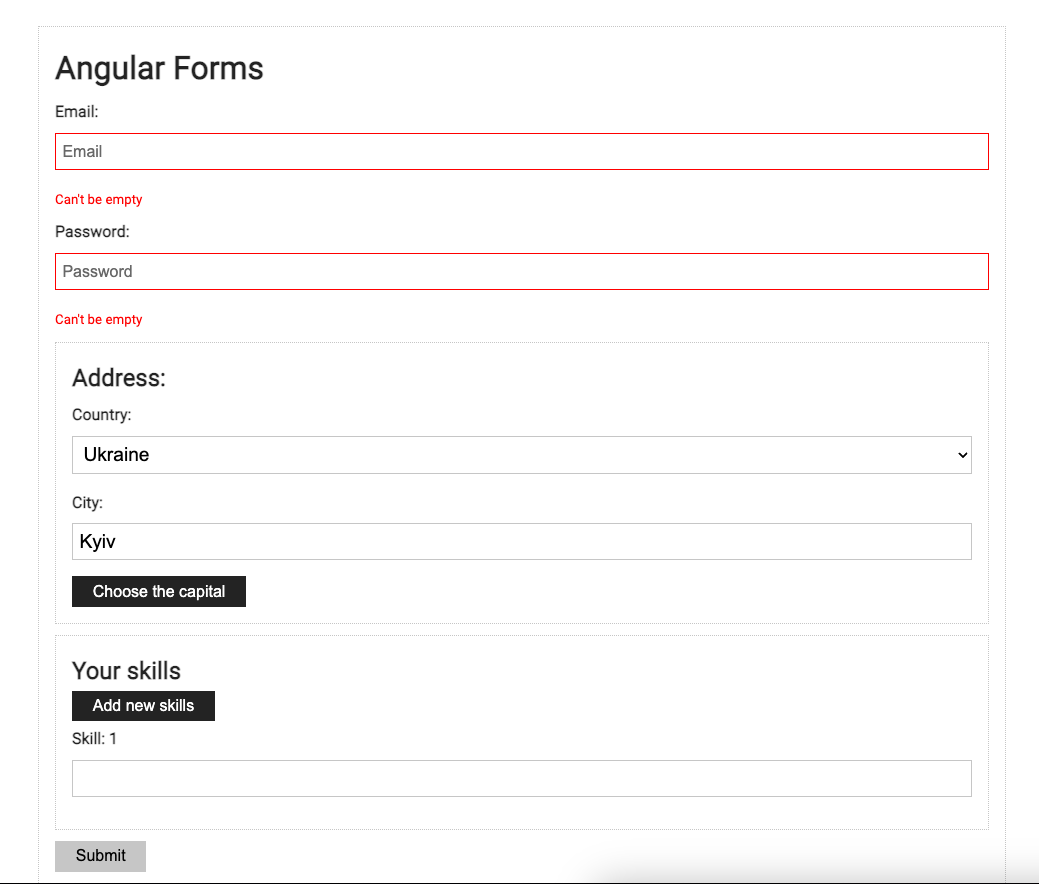 Angular Forms
Email:
Email
Can't be empty
Password:
Password
Can't be empty
Address:
Country:
Ukraine
City:
Kyiv
Choose the capital
Your skills
Add new skills
Skill: 1
Submit